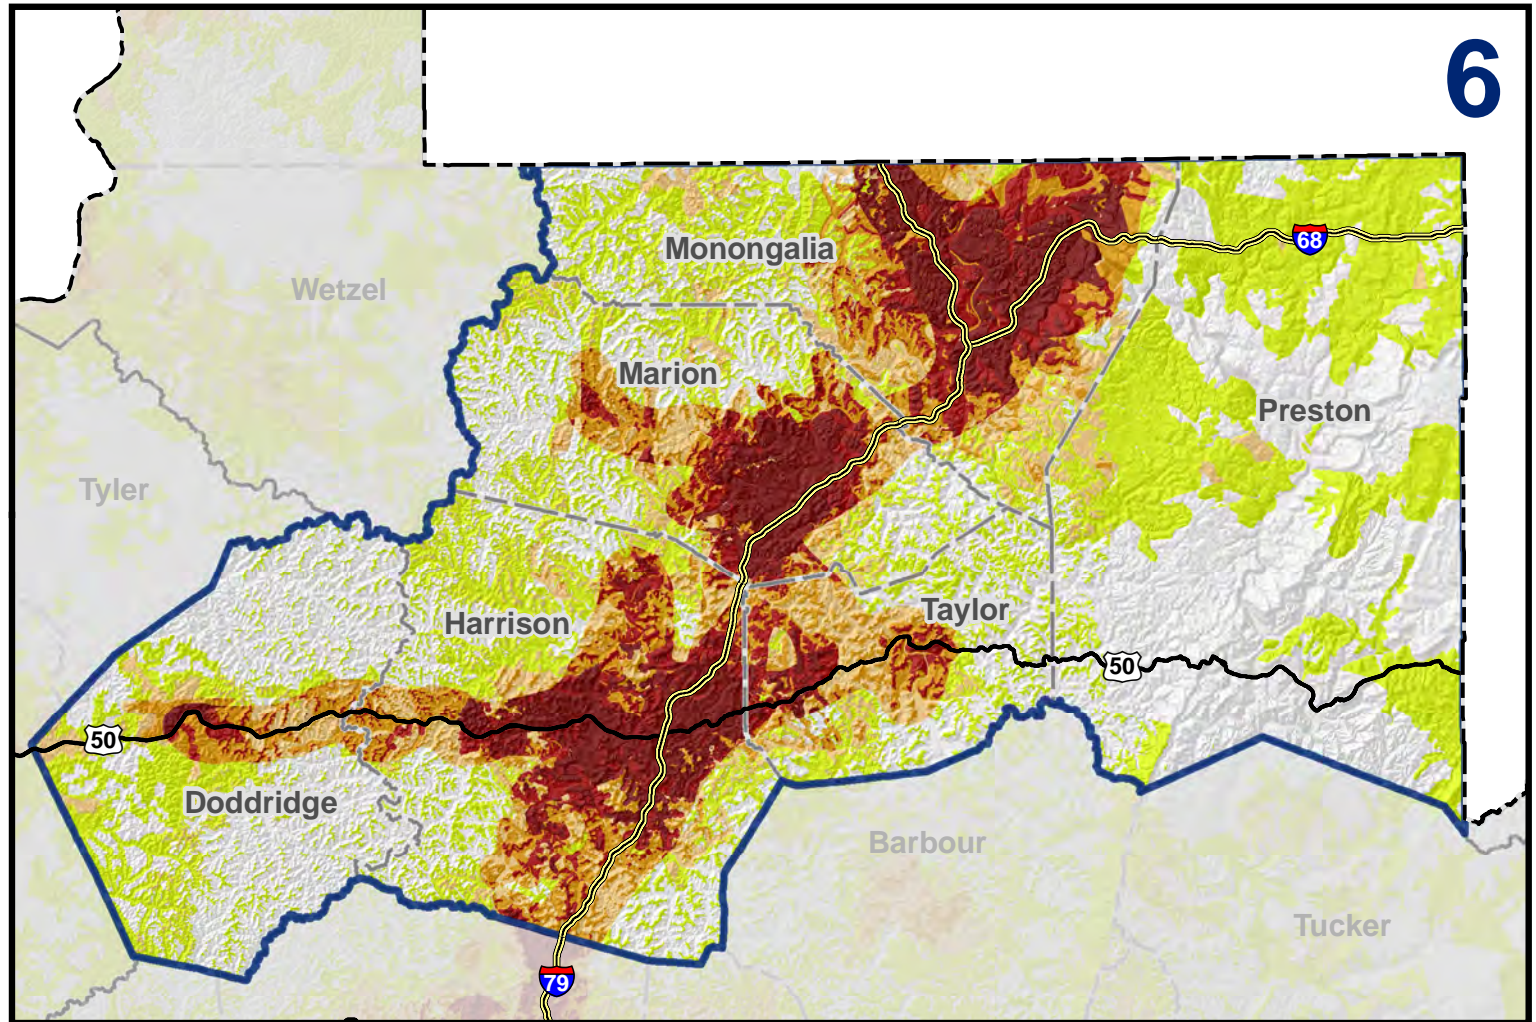 6
Monongalia
68
Wetzel
Marion
Preston
Tyler
Harrison
Taylor
50
50
Doddridge
Barbour
Tucker
79